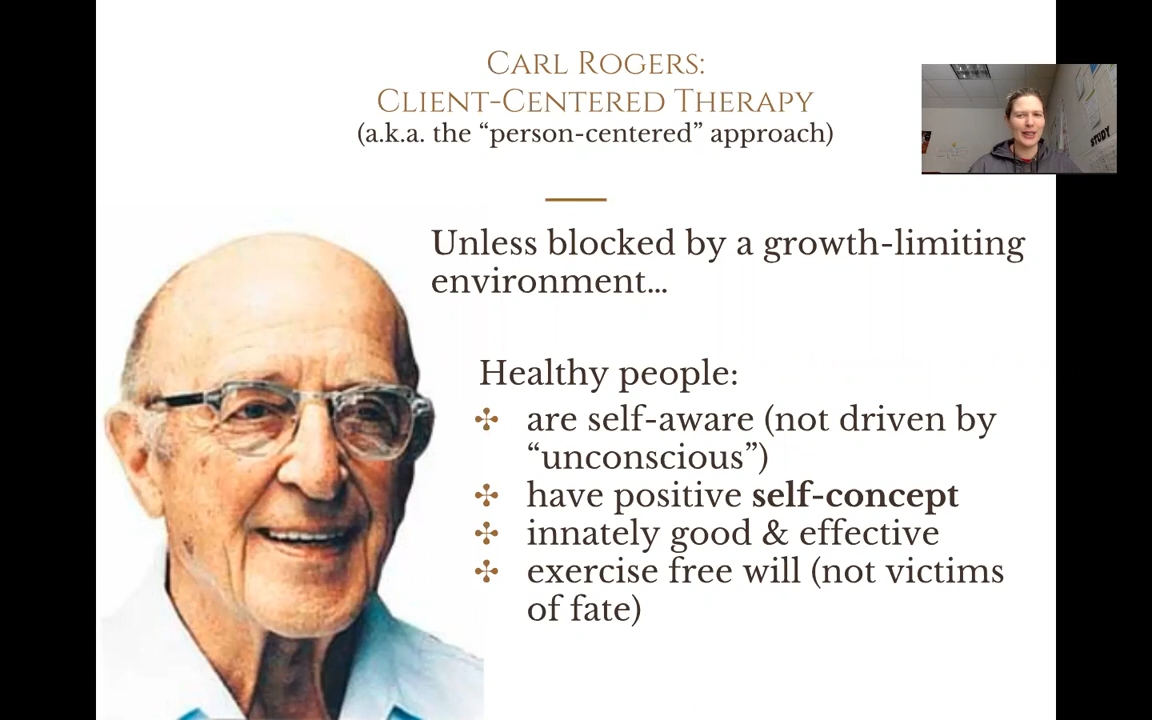 CARL ROGERS:
CLIENT-CENTERED THERAPY
(a.k.a. the “person-centered” approach)
STUDY
Unless blocked by a growth-limiting
environment…
Healthy people:
are self-aware (not driven by
“unconscious”)
have positive self-concept
innately good & effective
exercise free will (not victims
of fate)